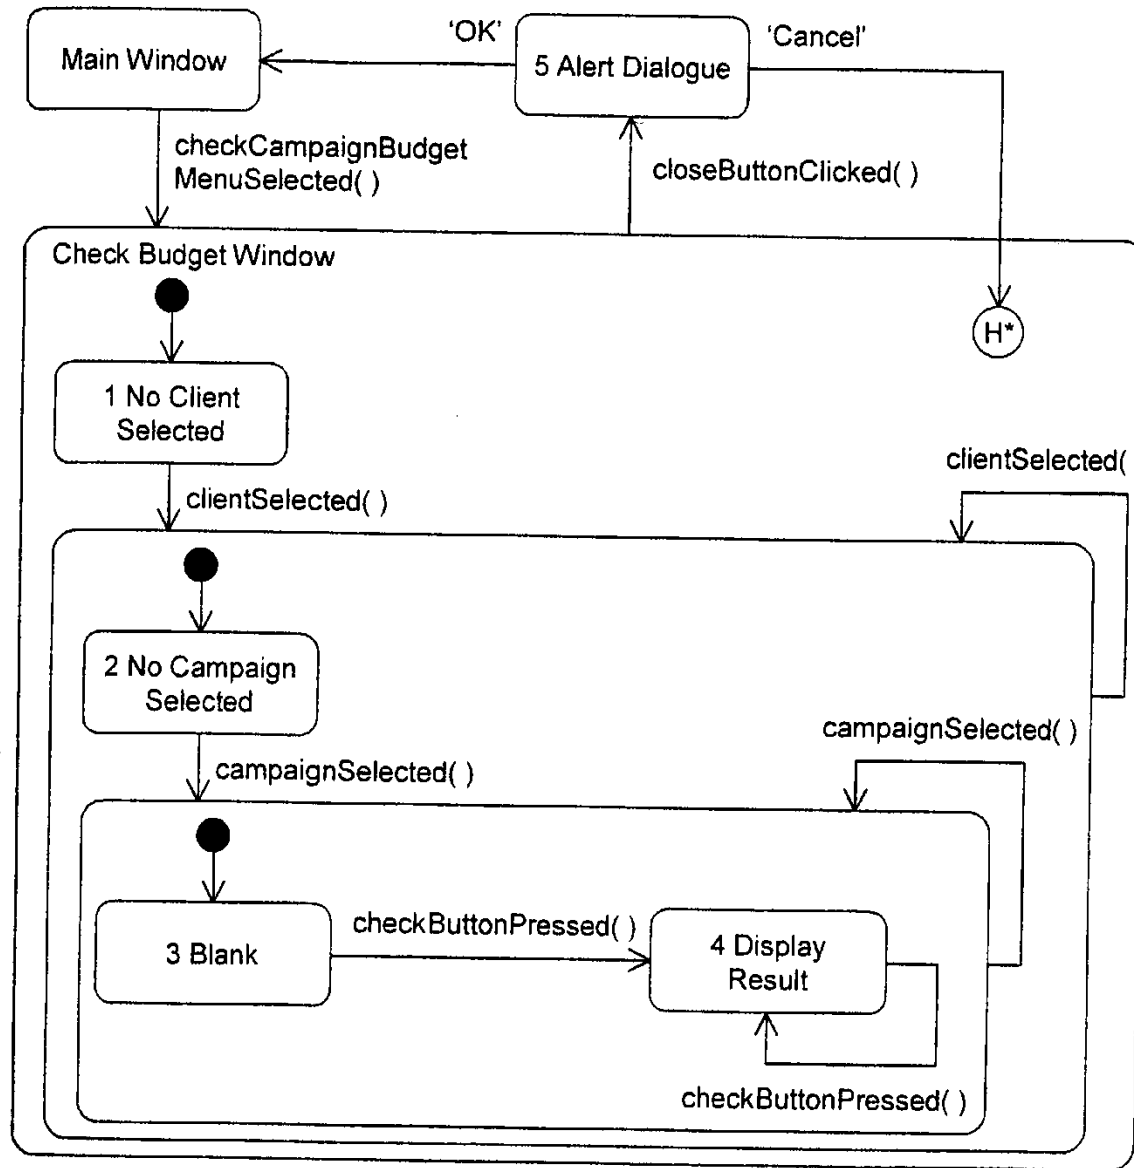 'OK'
'Cancel'
Main Window
5 Alert Dialogue
checkCampaignBudget
MenuSelected( )
closeButtonClicked( )
Check Budget Window
H*
1 No Client
Selected
clientSelected(
clientSelected( )
2 No Campaign
Selected
campaignSelected( )
campaignSelected( )
checkButtonPressed( )
3 Blank
4 Display
Result
checkButtonPressed( )